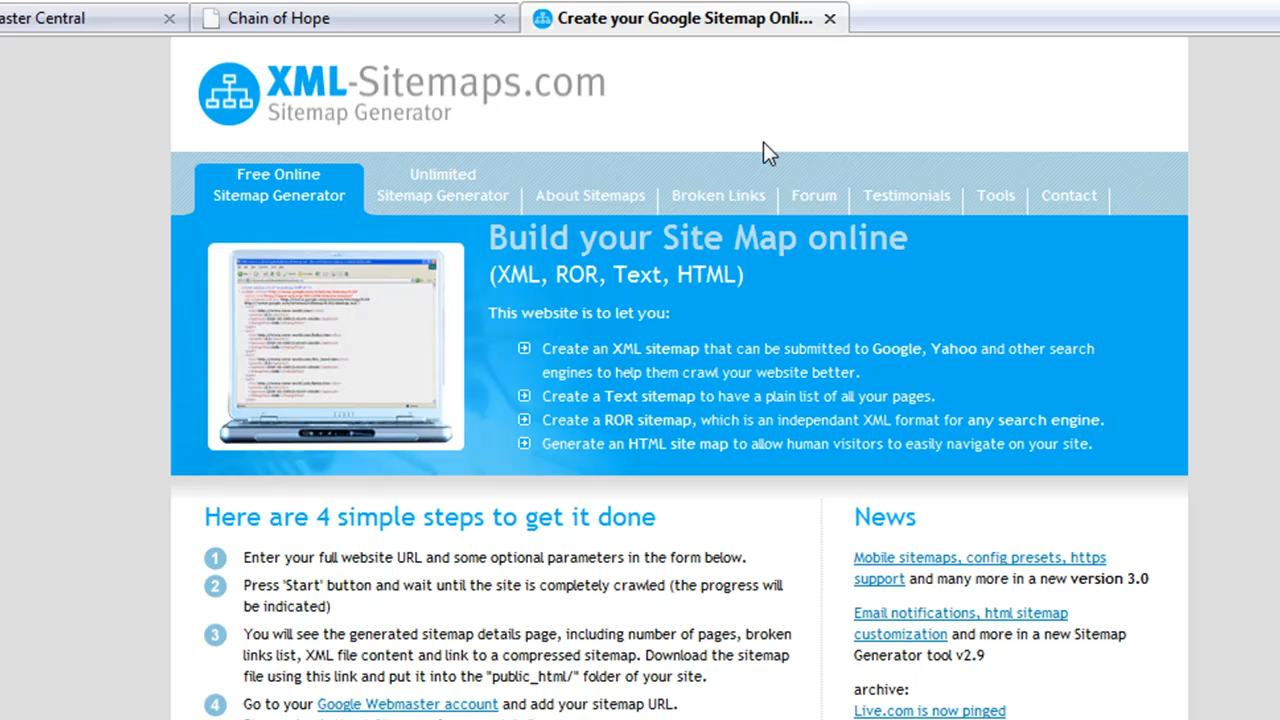 aster Central
Chain of Hope
Create your Google Sitemap Onli...
XML-Sitemaps.com
Sitemap Generator
Free Online
Sitemap Generator
Unlimited
Sitemap Generator
About Sitemaps
Broken Links
Forum
Testimonials
Tools
Contact
Build your Site Map online
(XML, ROR, Text, HTML)
This website is to let you:
Create an XML sitemap that can be submitted to Google, Yahoo and other search
engines to help them crawl your website better.
Create a Text sitemap to have a plain list of all your pages.
Create a ROR sitemap, which is an independant XML format for any search engine.
Generate an HTML site map to allow human visitors to easily navigate on your site.
Here are 4 simple steps to get it done
1 Enter your full website URL and some optional parameters in the form below.
2 Press 'Start' button and wait until the site is completely crawled (the progress will
be indicated)
3 You will see the generated sitemap details page, including number of pages, broken
links list, XML file content and link to a compressed sitemap. Download the sitemap
file using this link and put it into the "public_html/" folder of your site.
4 Go to your Google Webmaster account and add your sitemap URL.
News
Mobile sitemaps, config presets, https
support and many more in a new version 3.0
Email notifications, html sitemap
customization and more in a new Sitemap
Generator tool v2.9
archive:
Live.com is now pinged